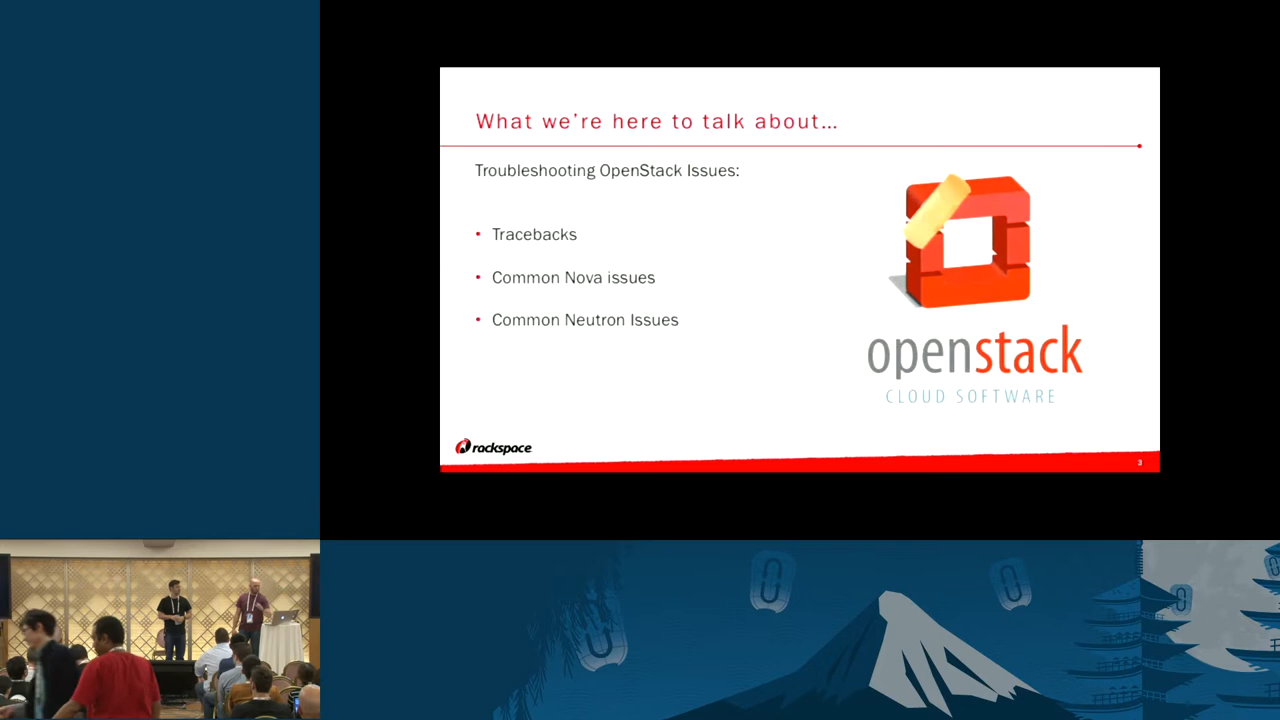 What we're here to talk about...
Troubleshooting OpenStack Issues:
• Tracebacks
• Common Nova issues
• Common Neutron Issues
openstack
CLOUD SOFTWARE
rackspace
3